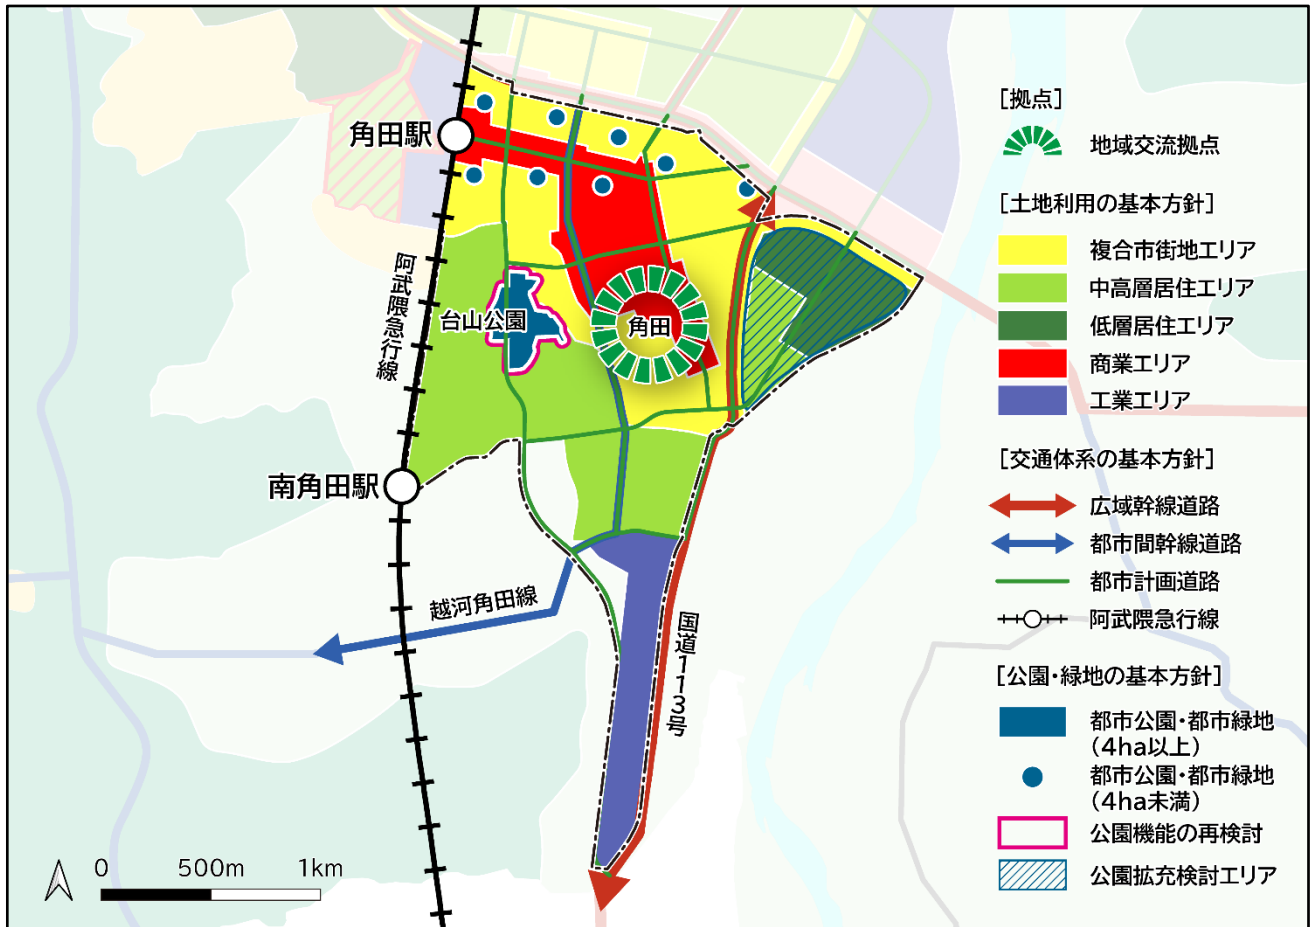 角田駅
阿武隈急行線
台山公園
角田
南角田駅
越河角田線
国道113号
0 500m 1km
[拠点]
地域交流拠点
[土地利用の基本方針]
複合市街地エリア
中高層居住エリア
低層居住エリア
商業エリア
工業エリア
[交通体系の基本方針]
広域幹線道路
都市間幹線道路
都市計画道路
阿武隈急行線
[公園・緑地の基本方針]
都市公園・都市緑地
(4ha以上)
都市公園・都市緑地
(4ha未満)
公園機能の再検討
公園拡充検討エリア